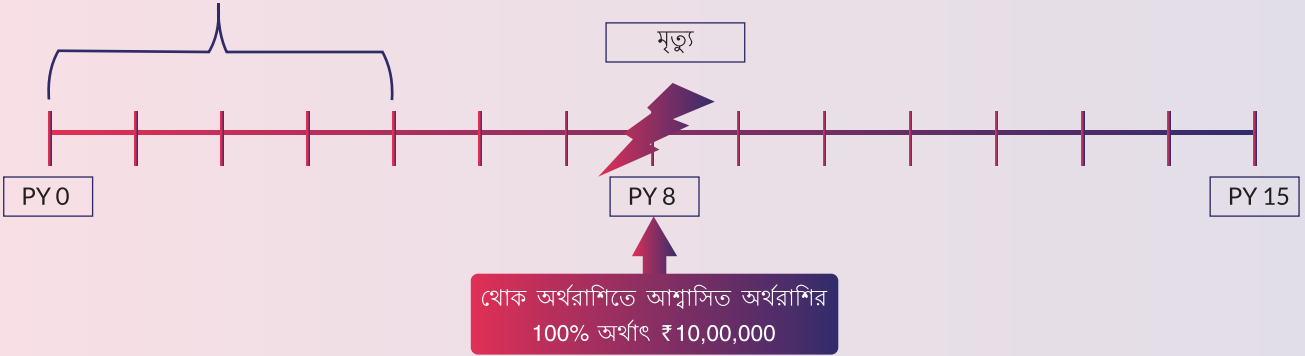 মৃত্যু
PY 0
PY 8
PY 15
থোক অর্থরাশিতে আশ্বাসিত অর্থরাশির
100% অর্থাৎ ₹10,00,000